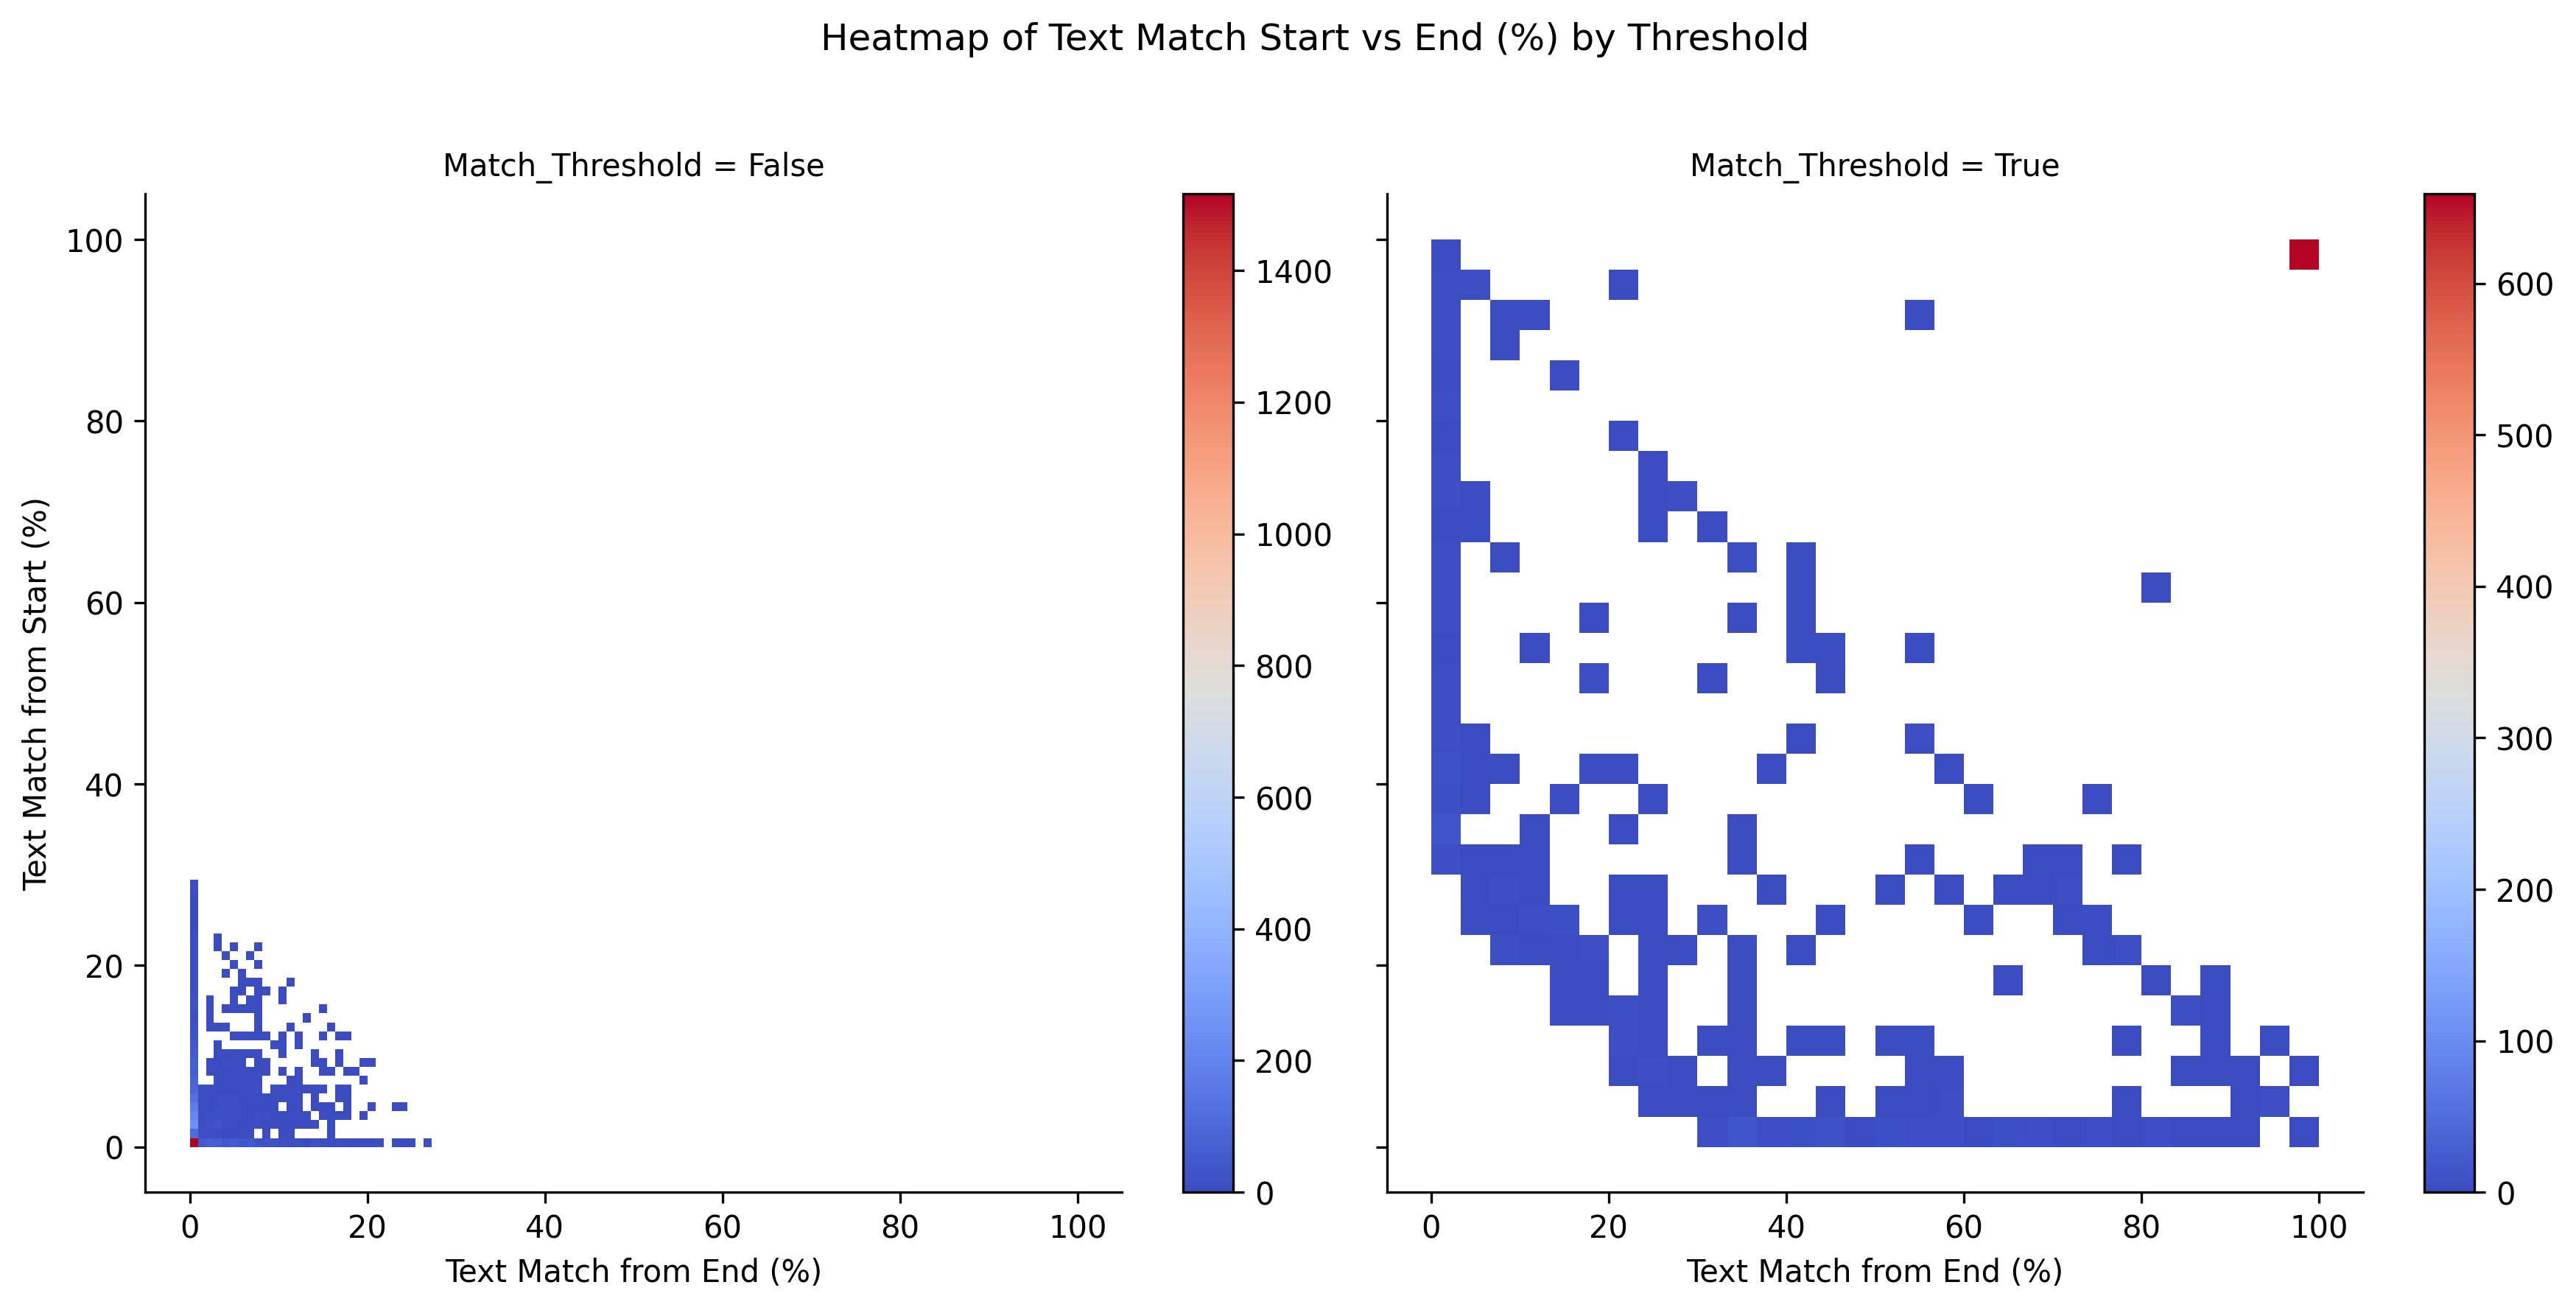 Heatmap of Text Match Start vs End (%) by Threshold
Match_Threshold = False
Match_Threshold = True
Text Match from Start (%)
100
80
60
40
20
0
0 20 40 60 80 100
Text Match from End (%)
1400
1200
1000
800
600
400
200
0
0 20 40 60 80 100
Text Match from End (%)
600
500
400
300
200
100
0